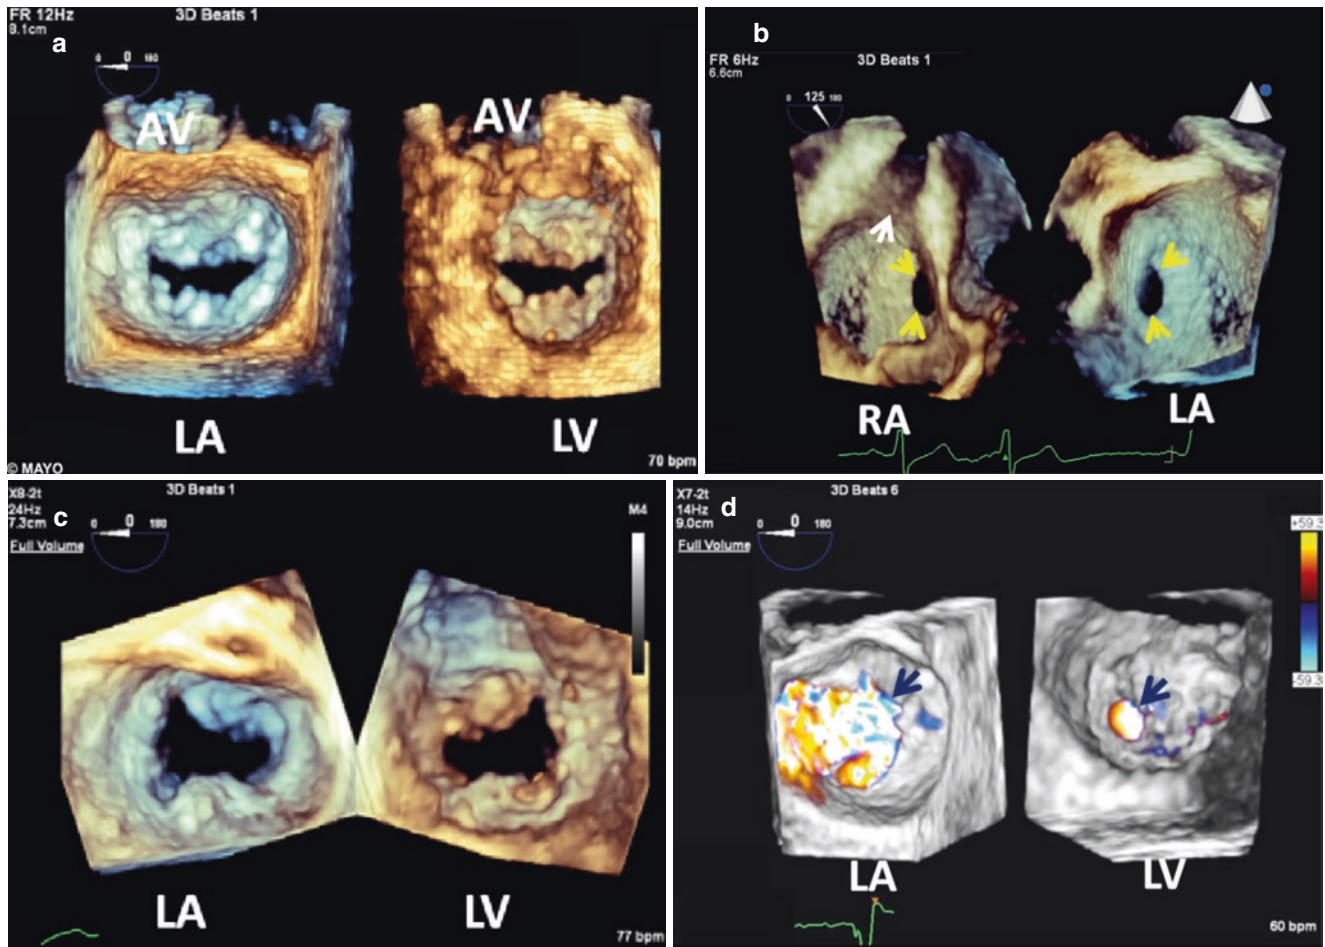 FR 12Hz
3D Beats 1
8.1cm
a
0 0 180
AV
AV
LA
LV
© MAYO
70 bpm
b
FR 6Hz
3D Beats 1
6.6cm
0 125 180
RA
LA
X8-2t
3D Beats 1
24Hz
c
7.3cm
0 0 180
M4
Full Volume
LA
LV
77 bpm
X7-2t
3D Beats 6
14Hz
d
9.0cm
0 0 180
+59.3
Full Volume
-59.3
LA
LV
60 bpm